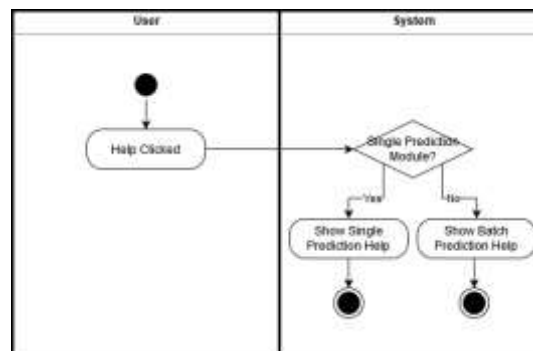 User
System
Help Clicked
Single Prediction
Module?
Yes
No
Show Single
Prediction Help
Show Batch
Prediction Help